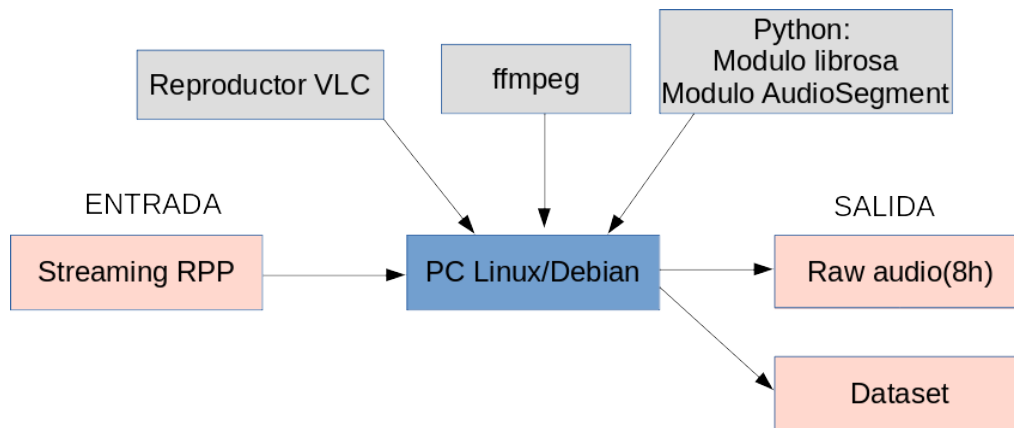 Reproductor VLC
ffmpeg
Python:
Modulo librosa
Modulo AudioSegment
ENTRADA
Streaming RPP
PC Linux/Debian
SALIDA
Raw audio(8h)
Dataset